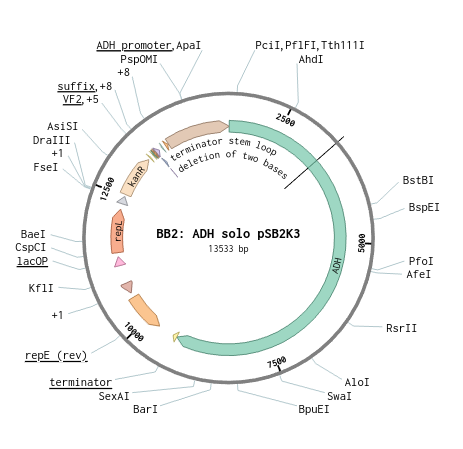 ADH promoter, ApaI
PspOMI
+8
suffix, +8
VF2, +5
AsiSI
DraIII
+1
FseI
BaeI
CspCI
lacOP
KflI
+1
repE (rev)
terminator
SexAI
BarI
PciI, PflFI, Tth111I
AhdI
BstBI
BspEI
PfoI
AfeI
RsrII
AloI
SwaI
BpuEI
2500
5000
7500
10000
12500
terminator stem loop
deletion of two bases
kanR
repL
ADH
BB2: ADH solo pSB2K3
13533 bp